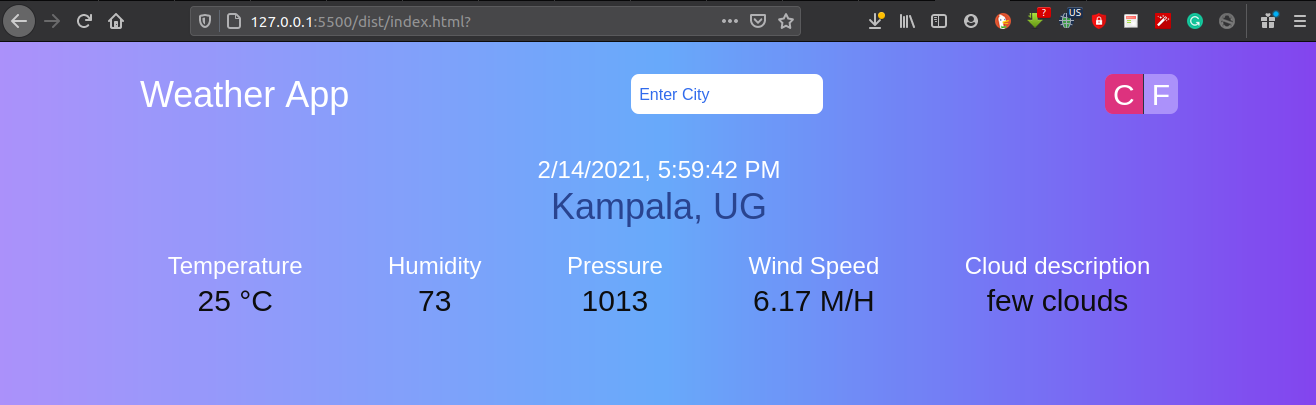 127.0.0.1:5500/dist/index.html?
? US
Weather App
Enter City
C F
2/14/2021, 5:59:42 PM
Kampala, UG
Temperature Humidity Pressure Wind Speed Cloud description
25 °C 73 1013 6.17 M/H few clouds